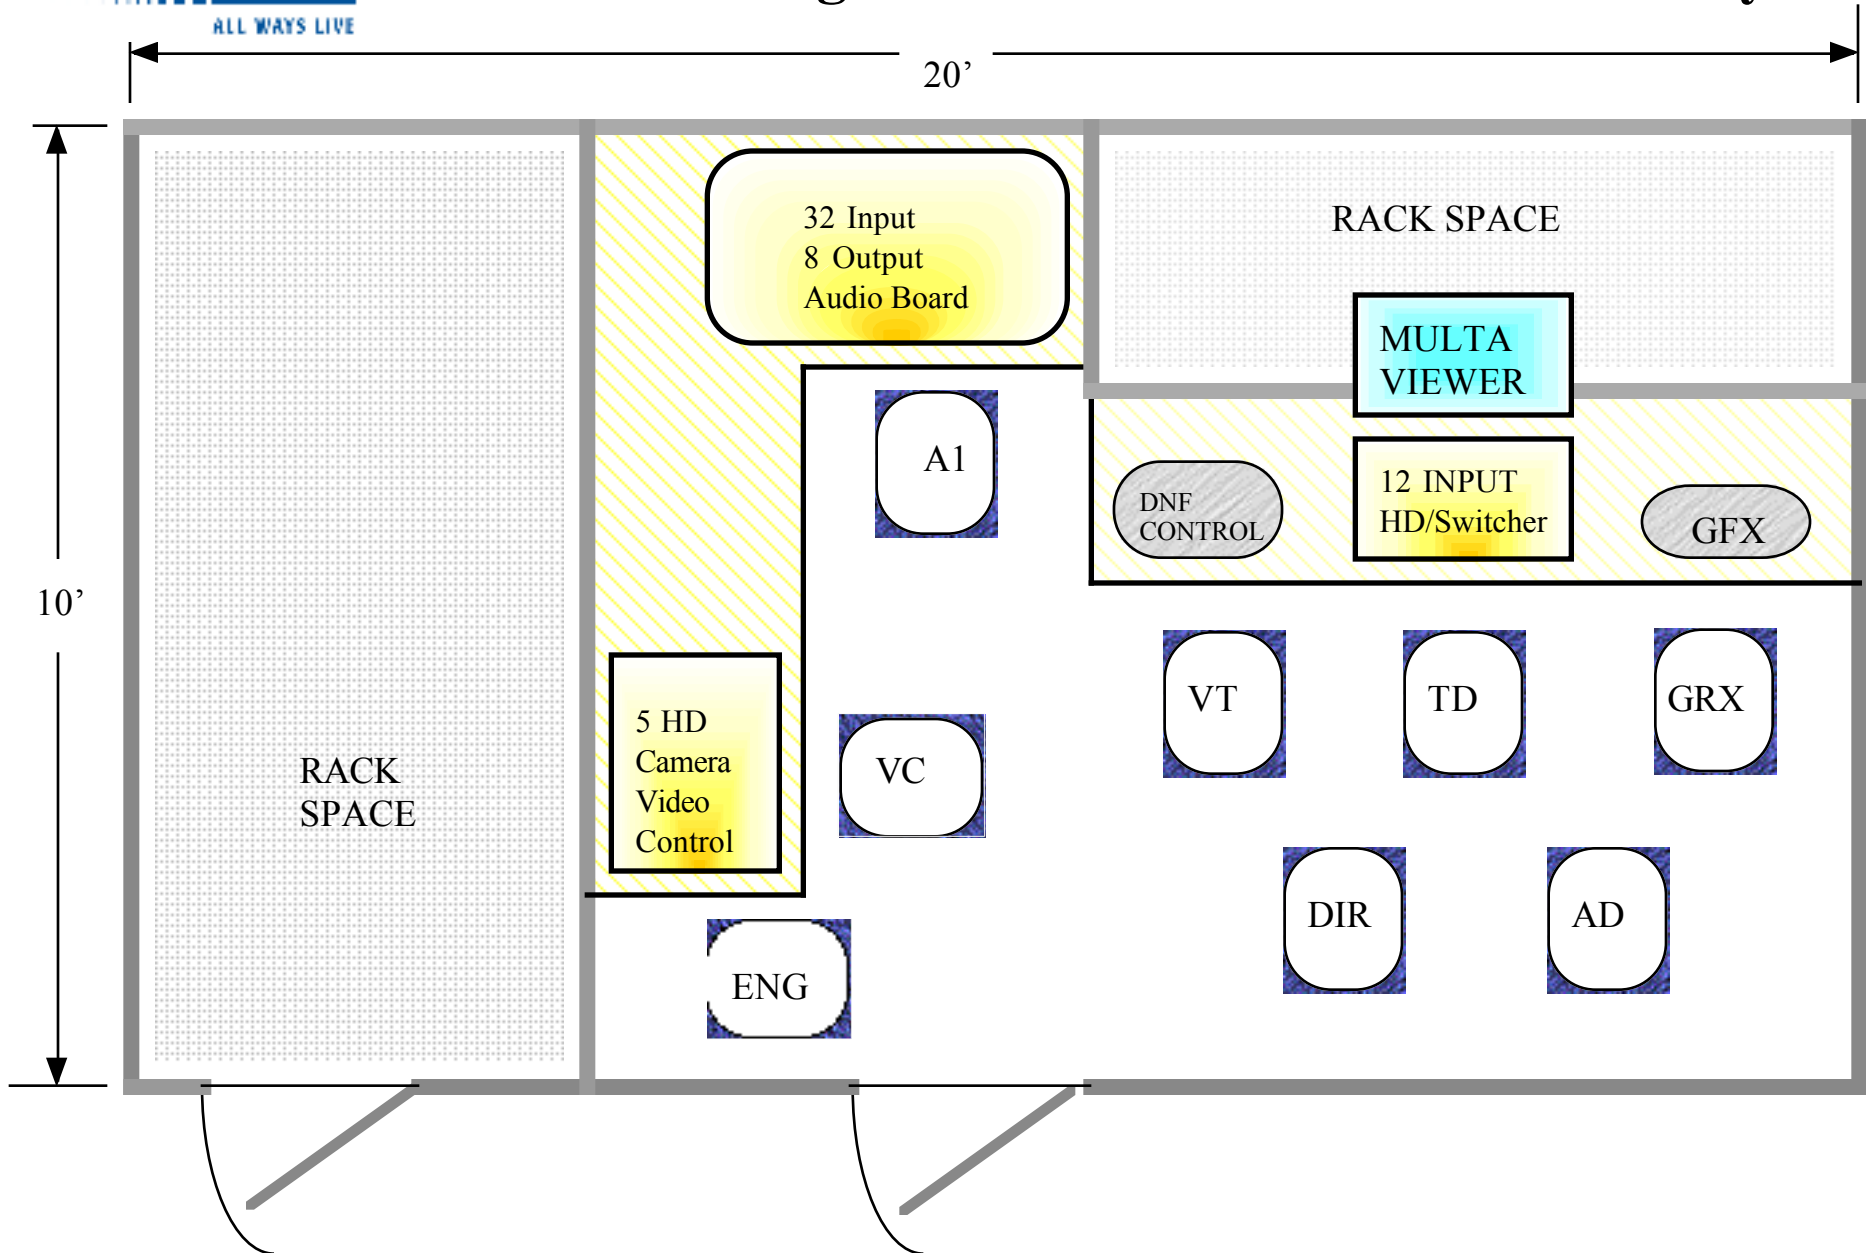 ALL WAYS LIVE
20’
10’
32 Input
8 Output
Audio Board
RACK SPACE
MULTA
VIEWER
A1
DNF
CONTROL
12 INPUT
HD/Switcher
GFX
VT
TD
GRX
5 HD
Camera
Video
Control
VC
RACK
SPACE
DIR
AD
ENG